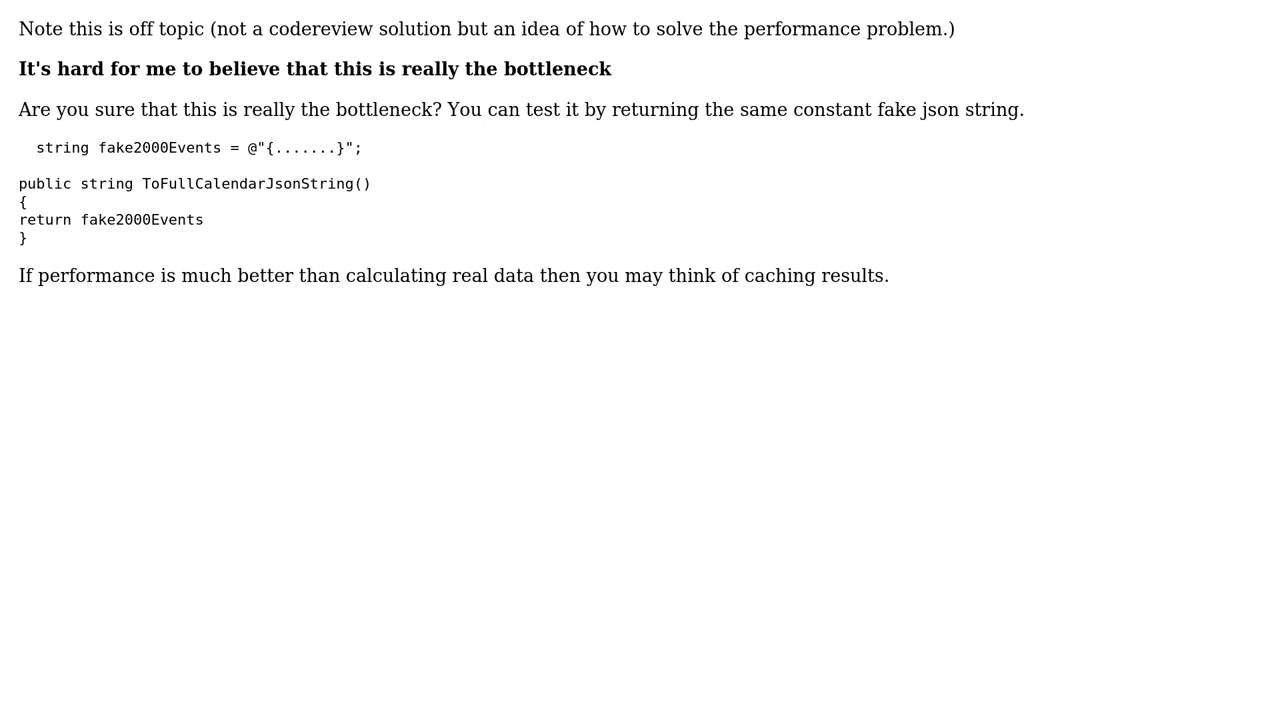 Note this is off topic (not a codereview solution but an idea of how to solve the performance problem.)
It's hard for me to believe that this is really the bottleneck
Are you sure that this is really the bottleneck? You can test it by returning the same constant fake json string.
string fake2000Events = @"{.......}";
public string ToFullCalendarJsonString()
{
return fake2000Events
}
If performance is much better than calculating real data then you may think of caching results.